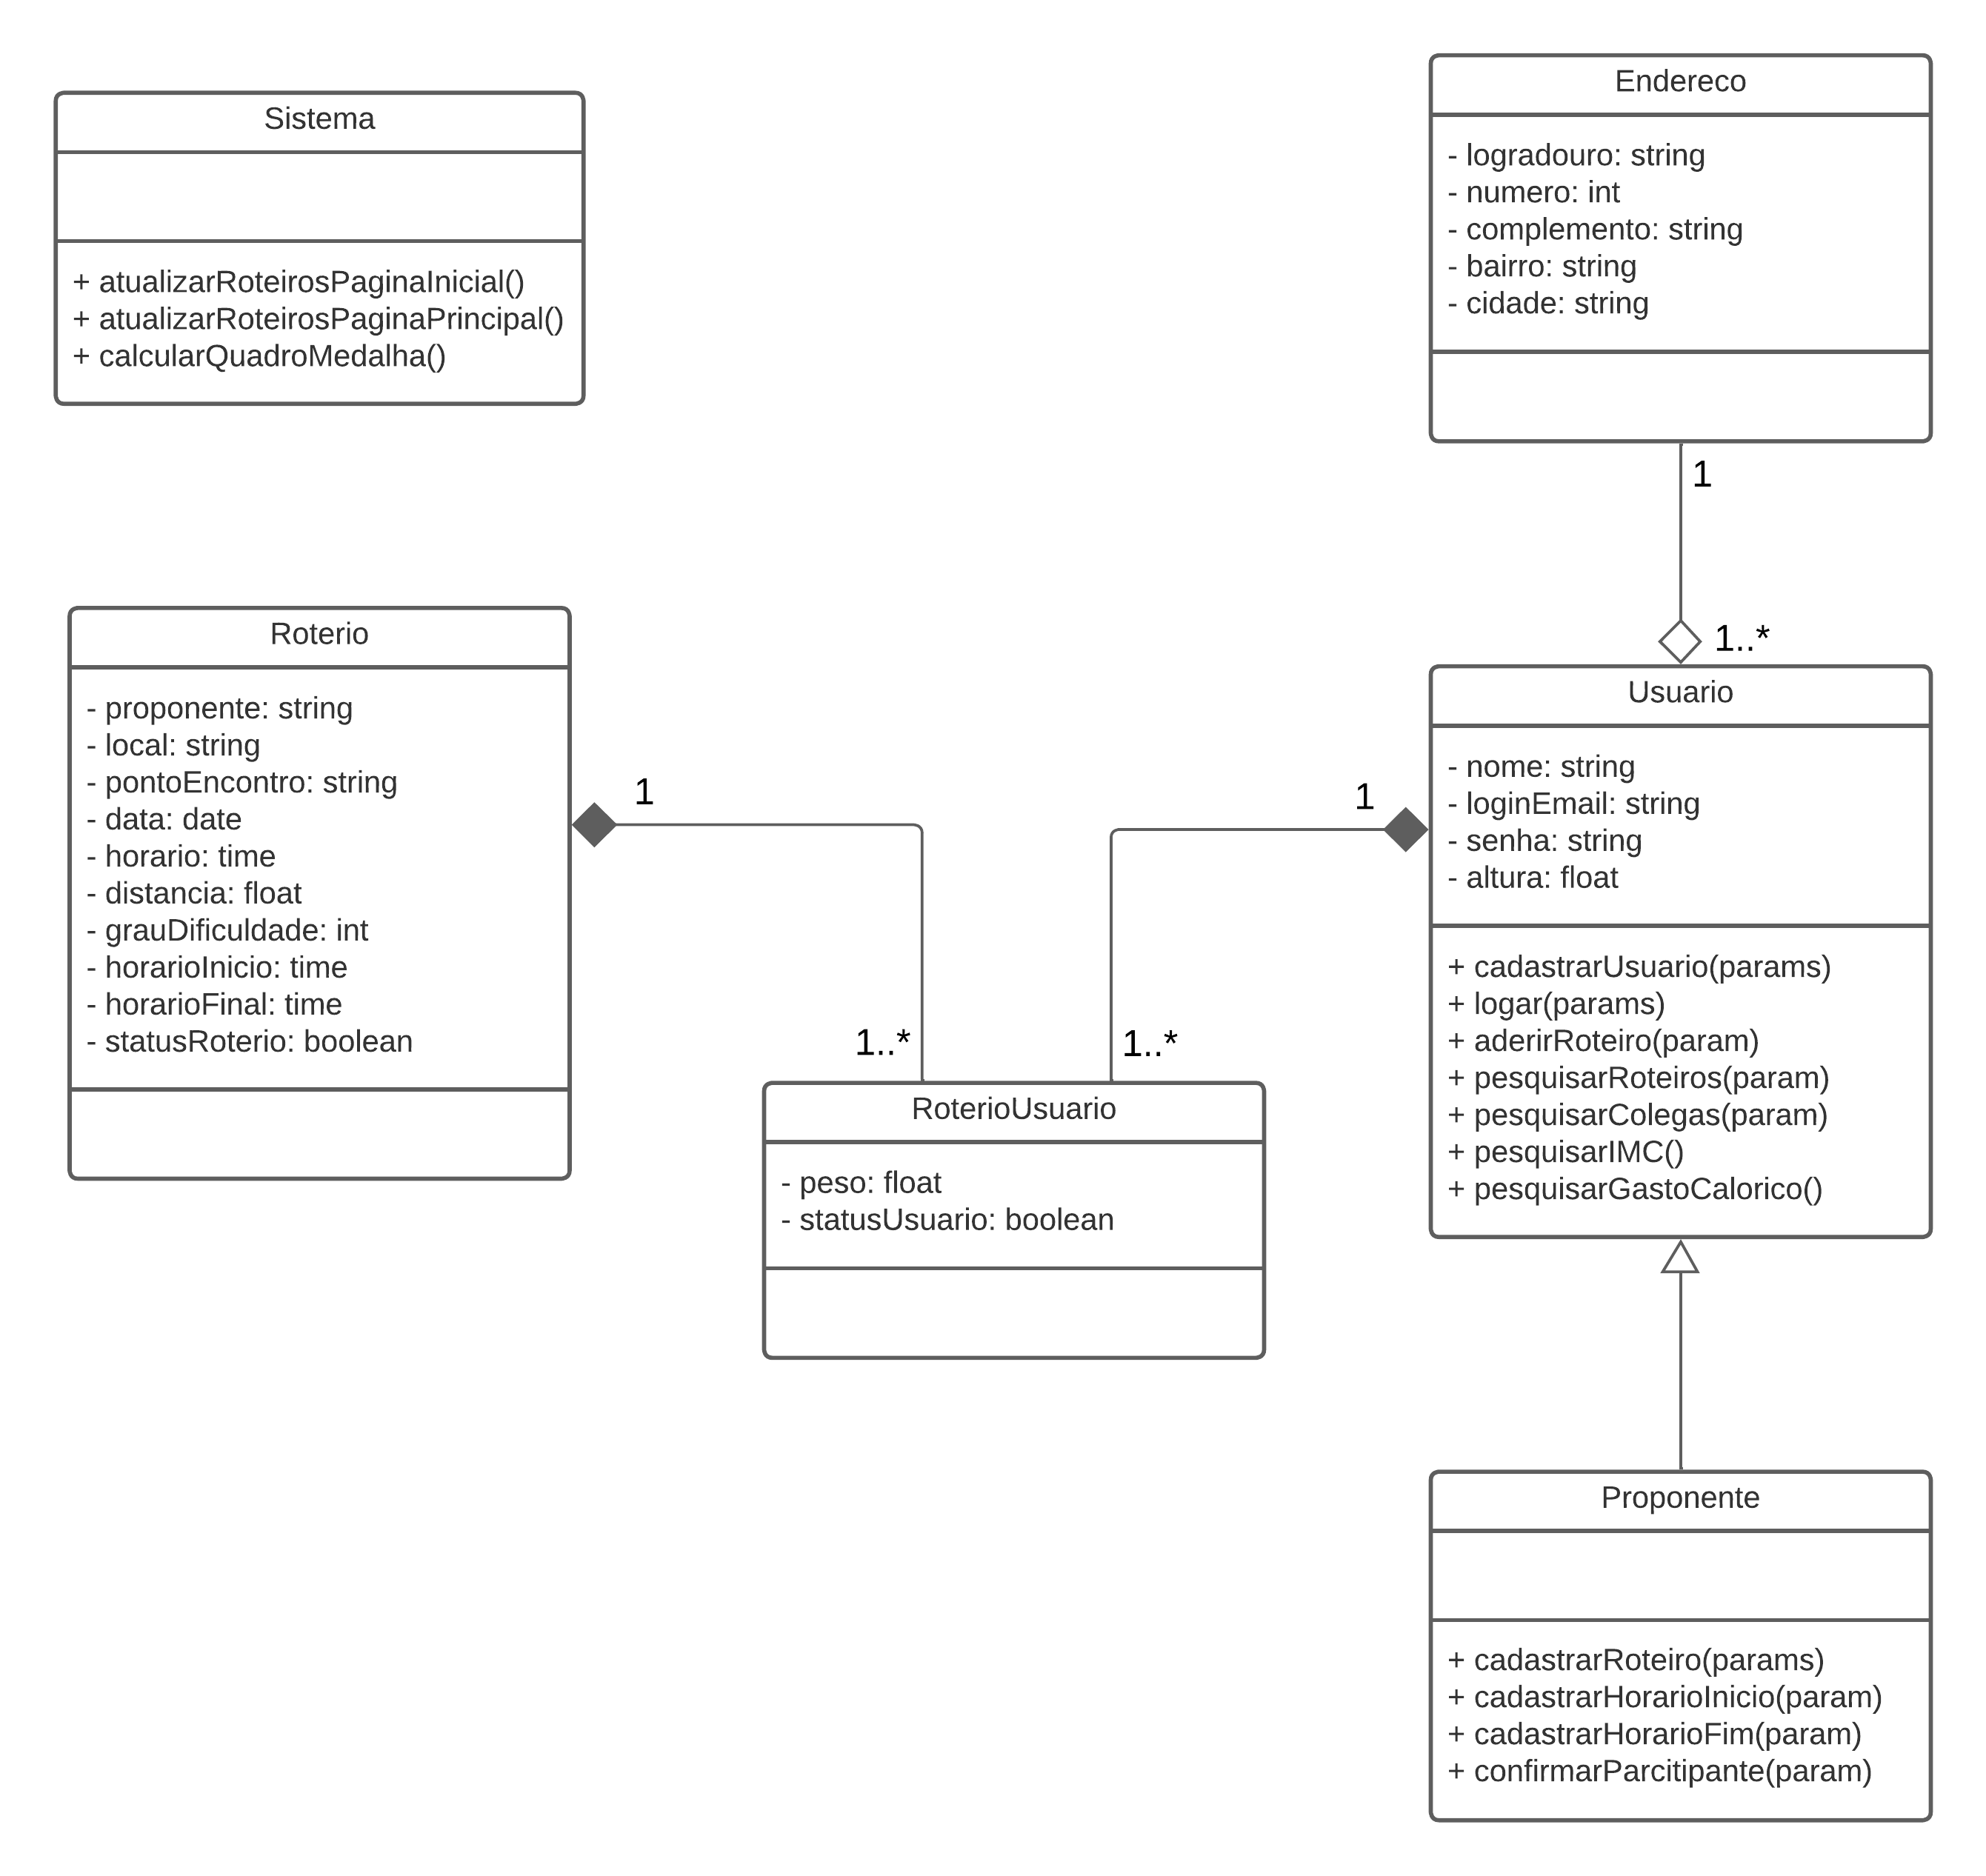 Sistema
+ atualizarRoteirosPaginaInicial()
+ atualizarRoteirosPaginaPrincipal()
+ calcularQuadroMedalha()
Endereco
- logradouro: string
- numero: int
- complemento: string
- bairro: string
- cidade: string
1
1..*
Roterio
- proponente: string
- local: string
- pontoEncontro: string
- data: date
- horario: time
- distancia: float
- grauDificuldade: int
- horarioInicio: time
- horarioFinal: time
- statusRoterio: boolean
1
1..*
1
1..*
Usuario
- nome: string
- loginEmail: string
- senha: string
- altura: float
+ cadastrarUsuario(params)
+ logar(params)
+ aderirRoteiro(param)
+ pesquisarRoteiros(param)
+ pesquisarColegas(param)
+ pesquisarIMC()
+ pesquisarGastoCalorico()
RoterioUsuario
- peso: float
- statusUsuario: boolean
Proponente
+ cadastrarRoteiro(params)
+ cadastrarHorarioInicio(param)
+ cadastrarHorarioFim(param)
+ confirmarParcitipante(param)